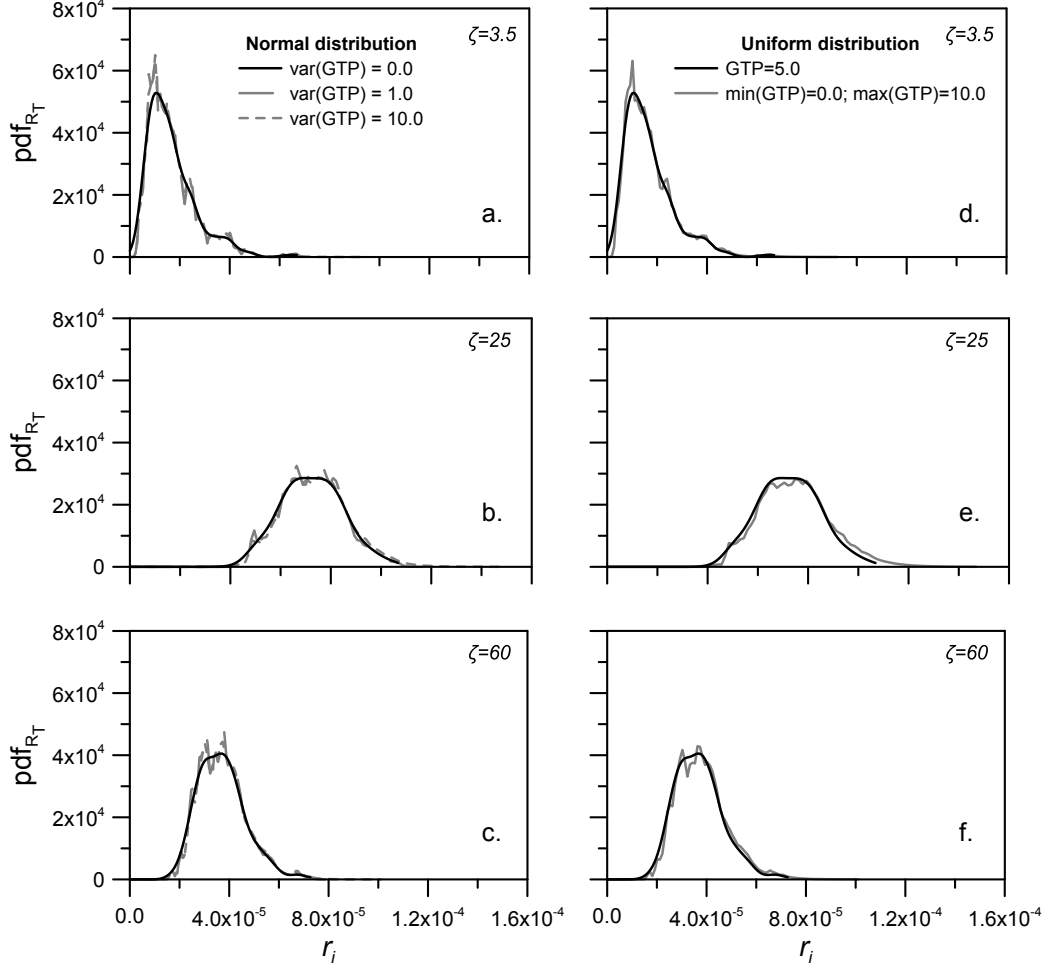 8x10⁴
6x10⁴
4x10⁴
2x10⁴
0
pdf_R_T
ζ=3.5
Normal distribution
var(GTP) = 0.0
var(GTP) = 1.0
var(GTP) = 10.0
a.
ζ=3.5
Uniform distribution
GTP=5.0
min(GTP)=0.0; max(GTP)=10.0
d.
8x10⁴
6x10⁴
4x10⁴
2x10⁴
0
pdf_R_T
ζ=25
b.
ζ=25
e.
8x10⁴
6x10⁴
4x10⁴
2x10⁴
0
pdf_R_T
ζ=60
c.
ζ=60
f.
0.0 4.0x10⁻⁵ 8.0x10⁻⁵ 1.2x10⁻⁴ 1.6x10⁻⁴
r_i
0.0 4.0x10⁻⁵ 8.0x10⁻⁵ 1.2x10⁻⁴ 1.6x10⁻⁴
r_i